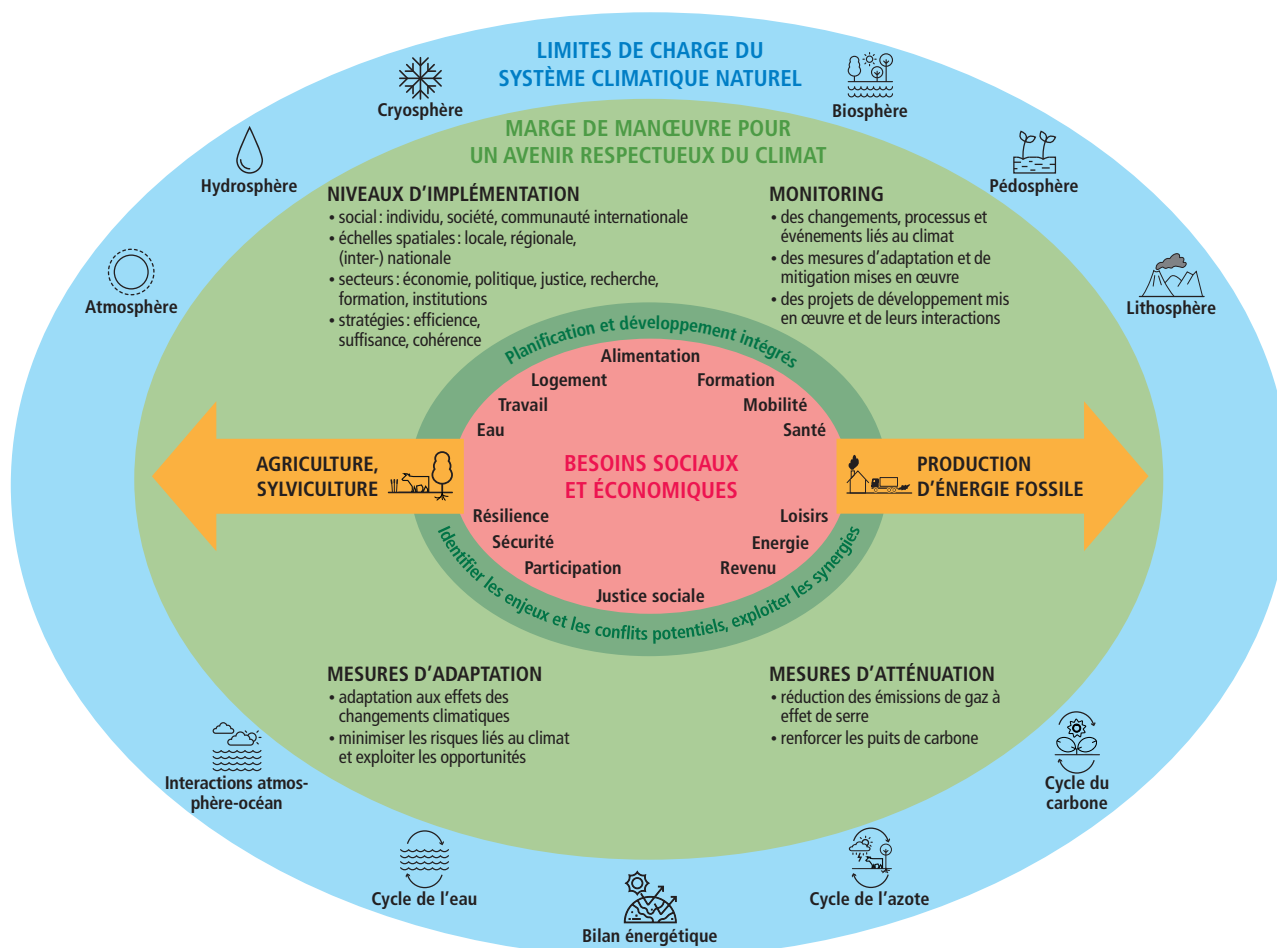 LIMITES DE CHARGE DU
SYSTÈME CLIMATIQUE NATUREL
Cryosphère
Biosphère
Hydrosphère
Pédosphère
Atmosphère
Lithosphère
MARGE DE MANŒUVRE POUR
UN AVENIR RESPECTUEUX DU CLIMAT
NIVEAUX D’IMPLÉMENTATION
• social : individu, société, communauté internationale
• échelles spatiales : locale, régionale,
(inter-) nationale
• secteurs : économie, politique, justice, recherche,
formation, institutions
• stratégies : efficience,
suffisance, cohérence
MONITORING
• des changements, processus et
événements liés au climat
• des mesures d’adaptation et de
mitigation mises en œuvre
• des projets de développement mis
en œuvre et de leurs interactions
Planification et développement intégrés
Alimentation
Logement
Formation
Travail
Mobilité
Eau
Santé
AGRICULTURE,
SYLVICULTURE
BESOINS SOCIAUX
ET ÉCONOMIQUES
PRODUCTION
D’ÉNERGIE FOSSILE
Résilience
Loisirs
Sécurité
Energie
Participation
Revenu
Justice sociale
Identifier les enjeux et les conflits potentiels, exploiter les synergies
MESURES D’ADAPTATION
• adaptation aux effets des
changements climatiques
• minimiser les risques liés au climat
et exploiter les opportunités
MESURES D’ATTÉNUATION
• réduction des émissions de gaz à
effet de serre
• renforcer les puits de carbone
Interactions atmos-
phère-océan
Cycle du
carbone
Cycle de l’eau
Cycle de l’azote
Bilan énergétique